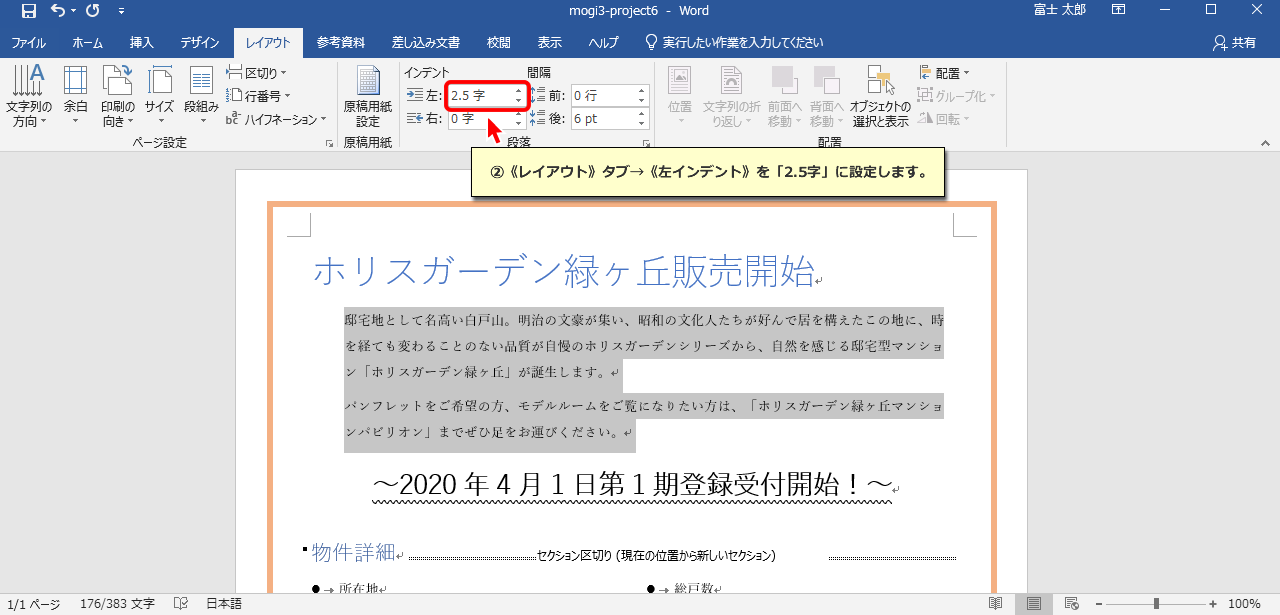 mogi3-project6 - Word
富士 太郎
ファイル ホーム 挿入 デザイン レイアウト 参考資料 差し込み文書 校閲 表示 ヘルプ 実行したい作業を入力してください 共有
文字列の方向
余白
印刷の向き
サイズ
段組み
区切り
行番号
ハイフネーション
ページ設定
原稿用紙設定
原稿用紙
インデント 間隔
左: 2.5 字 前: 0 行
右: 0 字 後: 6 pt
段落
位置
文字列の折り返し
前面へ移動
背面へ移動
オブジェクトの選択と表示
配置
グループ化
回転
配置
②《レイアウト》タブ→《左インデント》を「2.5字」に設定します。
ホリスガーデン緑ヶ丘販売開始
邸宅地として名高い白戸山。明治の文豪が集い、昭和の文化人たちが好んで居を構えたこの地に、時
を経ても変わることのない品質が自慢のホリスガーデンシリーズから、自然を感じる邸宅型マンショ
ン「ホリスガーデン緑ヶ丘」が誕生します。
パンフレットをご希望の方、モデルルームをご覧になりたい方は、「ホリスガーデン緑ヶ丘マンショ
ンパビリオン」までぜひ足をお運びください。
～2020 年 4 月 1 日第 1 期登録受付開始！～
物件詳細 セクション区切り (現在の位置から新しいセクション)
● → 所在地 ● → 総戸数
1/1 ページ 176/383 文字 日本語 100%